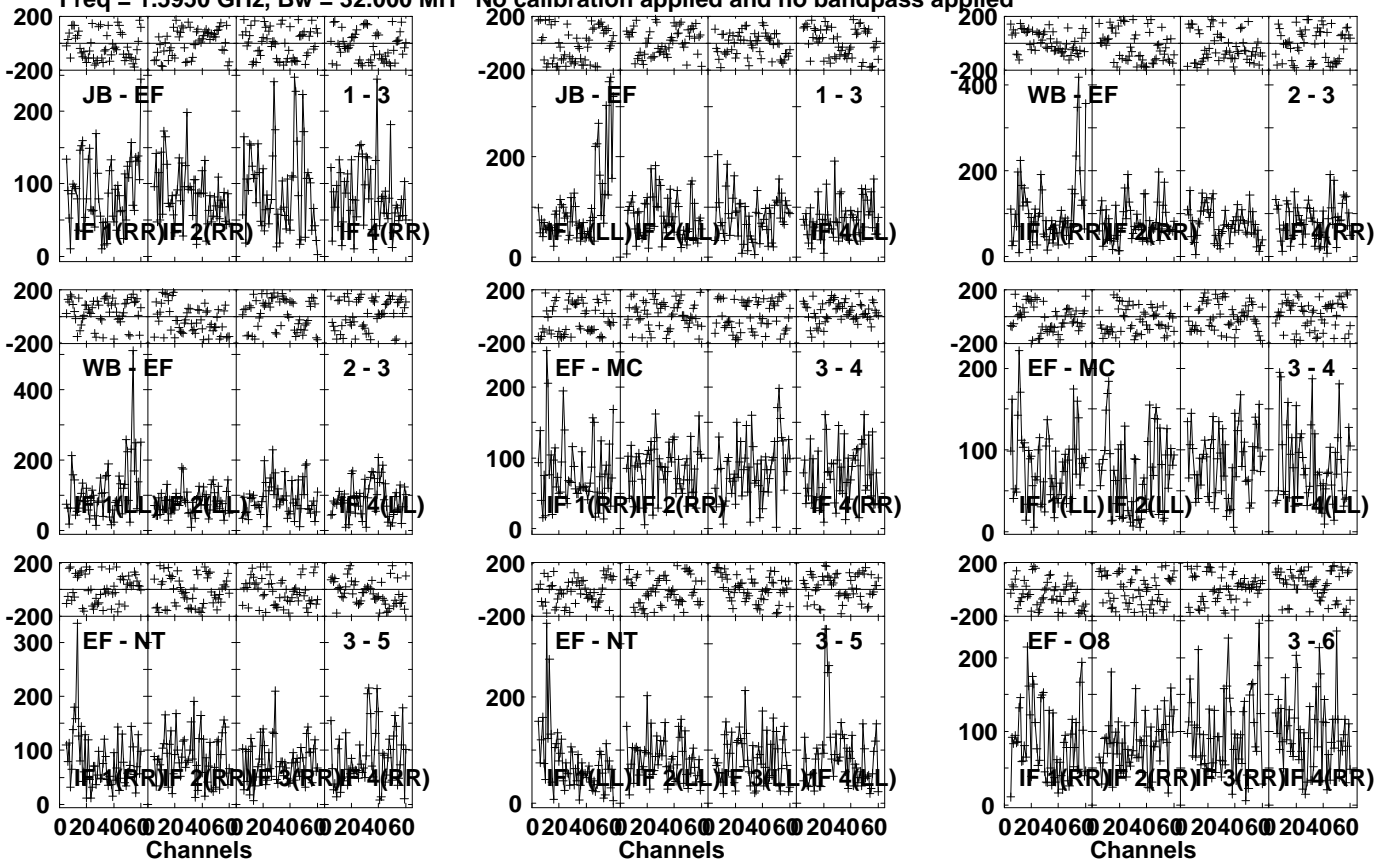 Freq = 1.5950 GHz, Bw = 32.000 MH No calibration applied and no bandpass applied
200 200 200
-200 -200 -200
JB - EF 1 - 3 JB - EF 1 - 3 WB - EF 2 - 3
400
200 200 200
100
IF 1(RR) IF 2(RR) IF 4(RR) IF 1(LL) IF 2(LL) IF 4(LL) IF 1(RR) IF 2(RR) IF 4(RR)
0 0 0
200 200 200
-200 -200 -200
WB - EF 2 - 3 EF - MC 3 - 4 EF - MC 3 - 4
400 200 200
200 100 100
IF 1(LL) IF 2(LL) IF 4(LL) IF 1(RR) IF 2(RR) IF 4(RR) IF 1(LL) IF 2(LL) IF 4(LL)
0 0 0
200 200 200
-200 -200 -200
EF - NT 3 - 5 EF - NT 3 - 5 EF - O8 3 - 6
300
200 200 200
100 100
IF 1(RR) IF 2(RR) IF 3(RR) IF 4(RR) IF 1(LL) IF 2(LL) IF 3(LL) IF 4(LL) IF 1(RR) IF 2(RR) IF 3(RR) IF 4(RR)
0 0 0
0 20 40 60 0 20 40 60 0 20 40 60 0 20 40 60 0 20 40 60 0 20 40 60 0 20 40 60 0 20 40 60 0 20 40 60 0 20 40 60 0 20 40 60 0 20 40 60
Channels Channels Channels